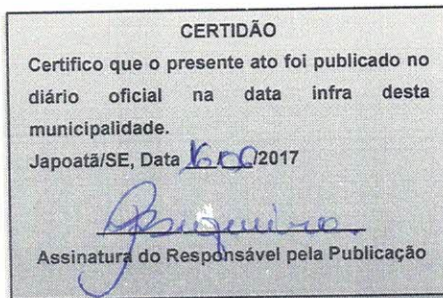 CERTIDÃO
Certifico que o presente ato foi publicado no
diário oficial na data infra desta
municipalidade.
Japoatã/SE, Data 16 /2017
Assinatura do Responsável pela Publicação